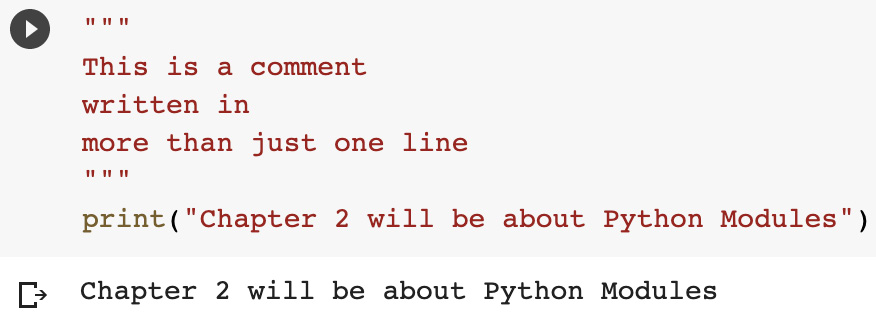 """
This is a comment
written in
more than just one line
"""
print("Chapter 2 will be about Python Modules")
Chapter 2 will be about Python Modules